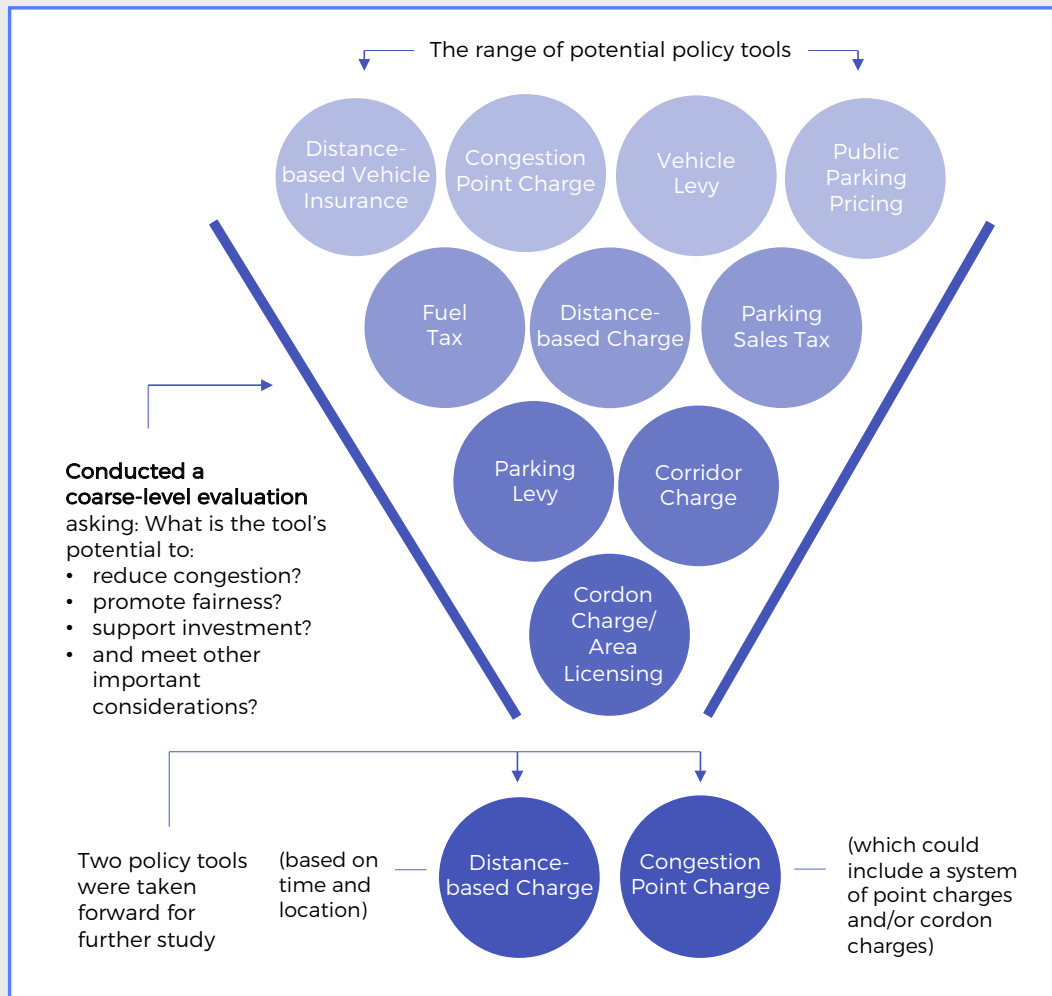 The range of potential policy tools
Distance-
based Vehicle
Insurance
Congestion
Point Charge
Vehicle
Levy
Public
Parking
Pricing
Fuel
Tax
Distance-
based Charge
Parking
Sales Tax
Parking
Levy
Corridor
Charge
Cordon
Charge/
Area
Licensing
Conducted a
coarse-level evaluation
asking: What is the tool's
potential to:
• reduce congestion?
• promote fairness?
• support investment?
• and meet other
important
considerations?
Two policy tools
were taken
forward for
further study
(based on
time and
location)
Distance-
based Charge
Congestion
Point Charge
(which could
include a system
of point charges
and/or cordon
charges)